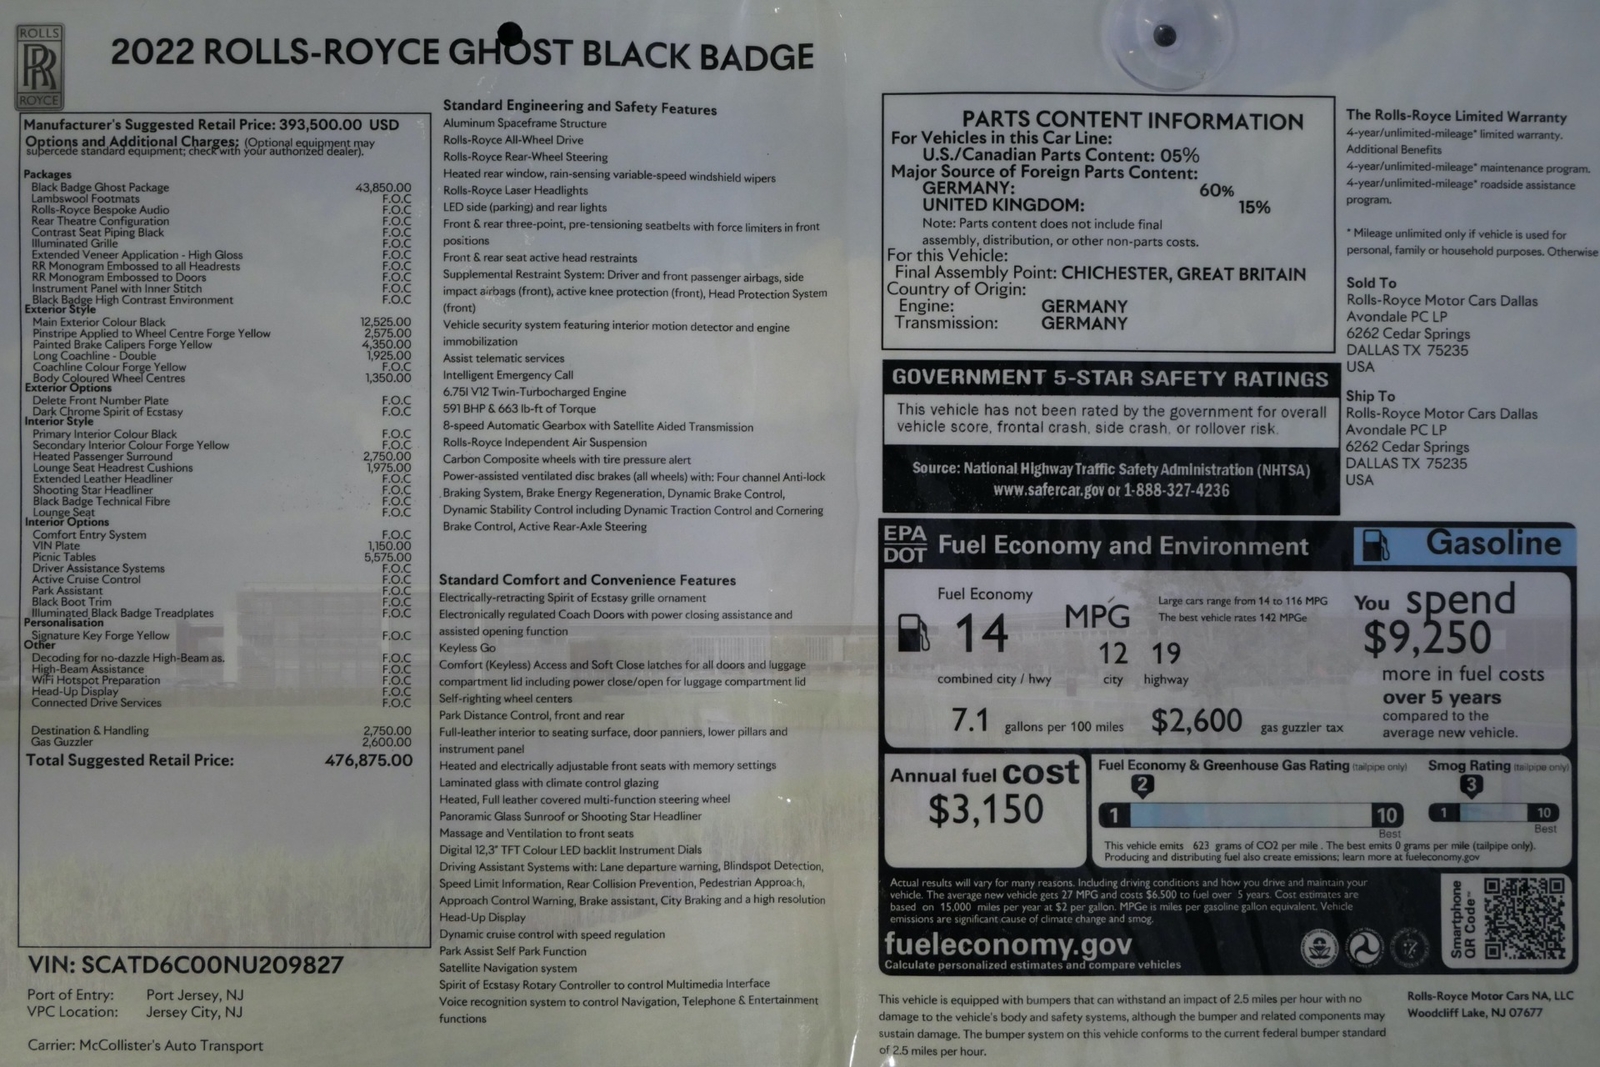 ROLLS
RR
ROYCE
2022 ROLLS-ROYCE GHOST BLACK BADGE
Manufacturer's Suggested Retail Price: 393,500.00 USD
Options and Additional Charges: (Optional equipment may
supercede standard equipment; check with your authorized dealer).
Packages
Black Badge Ghost Package 43,850.00
Lambswool Footmats F.O.C
Rolls-Royce Bespoke Audio F.O.C
Rear Theatre Configuration F.O.C
Contrast Seat Piping Black F.O.C
Illuminated Grille F.O.C
Extended Veneer Application - High Gloss F.O.C
RR Monogram Embossed to all Headrests F.O.C
RR Monogram Embossed to Doors F.O.C
Instrument Panel with Inner Stitch F.O.C
Black Badge High Contrast Environment F.O.C
Exterior Style
Main Exterior Colour Black 12,525.00
Pinstripe Applied to Wheel Centre Forge Yellow 2,575.00
Painted Brake Calipers Forge Yellow 4,350.00
Long Coachline - Double 1,925.00
Coachline Colour Forge Yellow F.O.C
Body Coloured Wheel Centres 1,350.00
Exterior Options
Delete Front Number Plate F.O.C
Dark Chrome Spirit of Ecstasy F.O.C
Interior Style
Primary Interior Colour Black F.O.C
Secondary Interior Colour Forge Yellow F.O.C
Heated Passenger Surround 2,750.00
Lounge Seat Headrest Cushions 1,975.00
Extended Leather Headliner F.O.C
Shooting Star Headliner F.O.C
Black Badge Technical Fibre F.O.C
Lounge Seat F.O.C
Interior Options
Comfort Entry System F.O.C
VIN Plate 1,150.00
Picnic Tables 5,575.00
Driver Assistance Systems F.O.C
Active Cruise Control F.O.C
Park Assistant F.O.C
Black Boot Trim F.O.C
Illuminated Black Badge Treadplates F.O.C
Personalisation
Signature Key Forge Yellow F.O.C
Other
Decoding for no-dazzle High-Beam as. F.O.C
High-Beam Assistance F.O.C
WiFi Hotspot Preparation F.O.C
Head-Up Display F.O.C
Connected Drive Services F.O.C
Destination & Handling 2,750.00
Gas Guzzler 2,600.00
Total Suggested Retail Price: 476,875.00
VIN: SCATD6C00NU209827
Port of Entry: Port Jersey, NJ
VPC Location: Jersey City, NJ
Carrier: McCollister's Auto Transport
Standard Engineering and Safety Features
Aluminum Spaceframe Structure
Rolls-Royce All-Wheel Drive
Rolls-Royce Rear-Wheel Steering
Heated rear window, rain-sensing variable-speed windshield wipers
Rolls-Royce Laser Headlights
LED side (parking) and rear lights
Front & rear three-point, pre-tensioning seatbelts with force limiters in front
positions
Front & rear seat active head restraints
Supplemental Restraint System: Driver and front passenger airbags, side
impact airbags (front), active knee protection (front), Head Protection System
(front)
Vehicle security system featuring interior motion detector and engine
immobilization
Assist telematic services
Intelligent Emergency Call
6.75l V12 Twin-Turbocharged Engine
591 BHP & 663 lb-ft of Torque
8-speed Automatic Gearbox with Satellite Aided Transmission
Rolls-Royce Independent Air Suspension
Carbon Composite wheels with tire pressure alert
Power-assisted ventilated disc brakes (all wheels) with: Four channel Anti-lock
Braking System, Brake Energy Regeneration, Dynamic Brake Control,
Dynamic Stability Control including Dynamic Traction Control and Cornering
Brake Control, Active Rear-Axle Steering
Standard Comfort and Convenience Features
Electrically-retracting Spirit of Ecstasy grille ornament
Electronically regulated Coach Doors with power closing assistance and
assisted opening function
Keyless Go
Comfort (Keyless) Access and Soft Close latches for all doors and luggage
compartment lid including power close/open for luggage compartment lid
Self-righting wheel centers
Park Distance Control, front and rear
Full-leather interior to seating surface, door panniers, lower pillars and
instrument panel
Heated and electrically adjustable front seats with memory settings
Laminated glass with climate control glazing
Heated, Full leather covered multi-function steering wheel
Panoramic Glass Sunroof or Shooting Star Headliner
Massage and Ventilation to front seats
Digital 12,3" TFT Colour LED backlit Instrument Dials
Driving Assistant Systems with: Lane departure warning, Blindspot Detection,
Speed Limit Information, Rear Collision Prevention, Pedestrian Approach,
Approach Control Warning, Brake assistant, City Braking and a high resolution
Head-Up Display
Dynamic cruise control with speed regulation
Park Assist Self Park Function
Satellite Navigation system
Spirit of Ecstasy Rotary Controller to control Multimedia Interface
Voice recognition system to control Navigation, Telephone & Entertainment
functions
PARTS CONTENT INFORMATION
For Vehicles in this Car Line:
U.S./Canadian Parts Content: 05%
Major Source of Foreign Parts Content:
GERMANY: 60%
UNITED KINGDOM: 15%
Note: Parts content does not include final
assembly, distribution, or other non-parts costs.
For this Vehicle:
Final Assembly Point: CHICHESTER, GREAT BRITAIN
Country of Origin:
Engine: GERMANY
Transmission: GERMANY
GOVERNMENT 5-STAR SAFETY RATINGS
This vehicle has not been rated by the government for overall
vehicle score, frontal crash, side crash, or rollover risk.
Source: National Highway Traffic Safety Administration (NHTSA)
www.safercar.gov or 1-888-327-4236
The Rolls-Royce Limited Warranty
4-year/unlimited-mileage* limited warranty.
Additional Benefits
4-year/unlimited-mileage* maintenance program.
4-year/unlimited-mileage* roadside assistance
program.
* Mileage unlimited only if vehicle is used for
personal, family or household purposes. Otherwise
Sold To
Rolls-Royce Motor Cars Dallas
Avondale PC LP
6262 Cedar Springs
DALLAS TX 75235
USA
Ship To
Rolls-Royce Motor Cars Dallas
Avondale PC LP
6262 Cedar Springs
DALLAS TX 75235
USA
EPA
DOT
Fuel Economy and Environment
Gasoline
Fuel Economy
14
MPG
12 19
city highway
combined city / hwy
Large cars range from 14 to 116 MPG
The best vehicle rates 142 MPGe
7.1 gallons per 100 miles
$2,600 gas guzzler tax
You spend
$9,250
more in fuel costs
over 5 years
compared to the
average new vehicle.
Annual fuel cost
$3,150
Fuel Economy & Greenhouse Gas Rating (tailpipe only)
2
1 10
Best
Smog Rating (tailpipe only)
3
1 10
Best
This vehicle emits 623 grams of CO2 per mile . The best emits 0 grams per mile (tailpipe only).
Producing and distributing fuel also create emissions; learn more at fueleconomy.gov
Actual results will vary for many reasons. Including driving conditions and how you drive and maintain your
vehicle. The average new vehicle gets 27 MPG and costs $6,500 to fuel over 5 years. Cost estimates are
based on 15,000 miles per year at $2 per gallon. MPGe is miles per gasoline gallon equivalent. Vehicle
emissions are significant cause of climate change and smog.
fueleconomy.gov
Calculate personalized estimates and compare vehicles
Smartphone
QR Code™
This vehicle is equipped with bumpers that can withstand an impact of 2.5 miles per hour with no
damage to the vehicle's body and safety systems, although the bumper and related components may
sustain damage. The bumper system on this vehicle conforms to the current federal bumper standard
of 2.5 miles per hour.
Rolls-Royce Motor Cars NA, LLC
Woodcliff Lake, NJ 07677